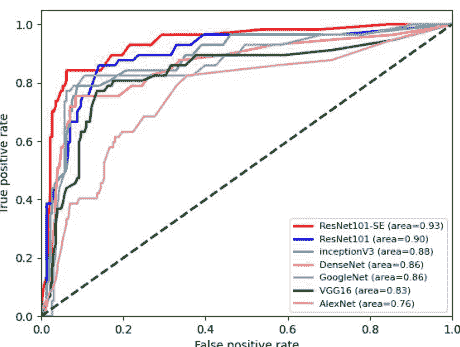 1.0
0.8
0.6
0.4
0.2
0.0
True positive rate
ResNet101-SE (area=0.93)
ResNet101 (area=0.90)
inceptionV3 (area=0.88)
DenseNet (area=0.86)
GoogleNet (area=0.86)
VGG16 (area=0.83)
AlexNet (area=0.76)
0.0 0.2 0.4 0.6 0.8 1.0
False positive rate